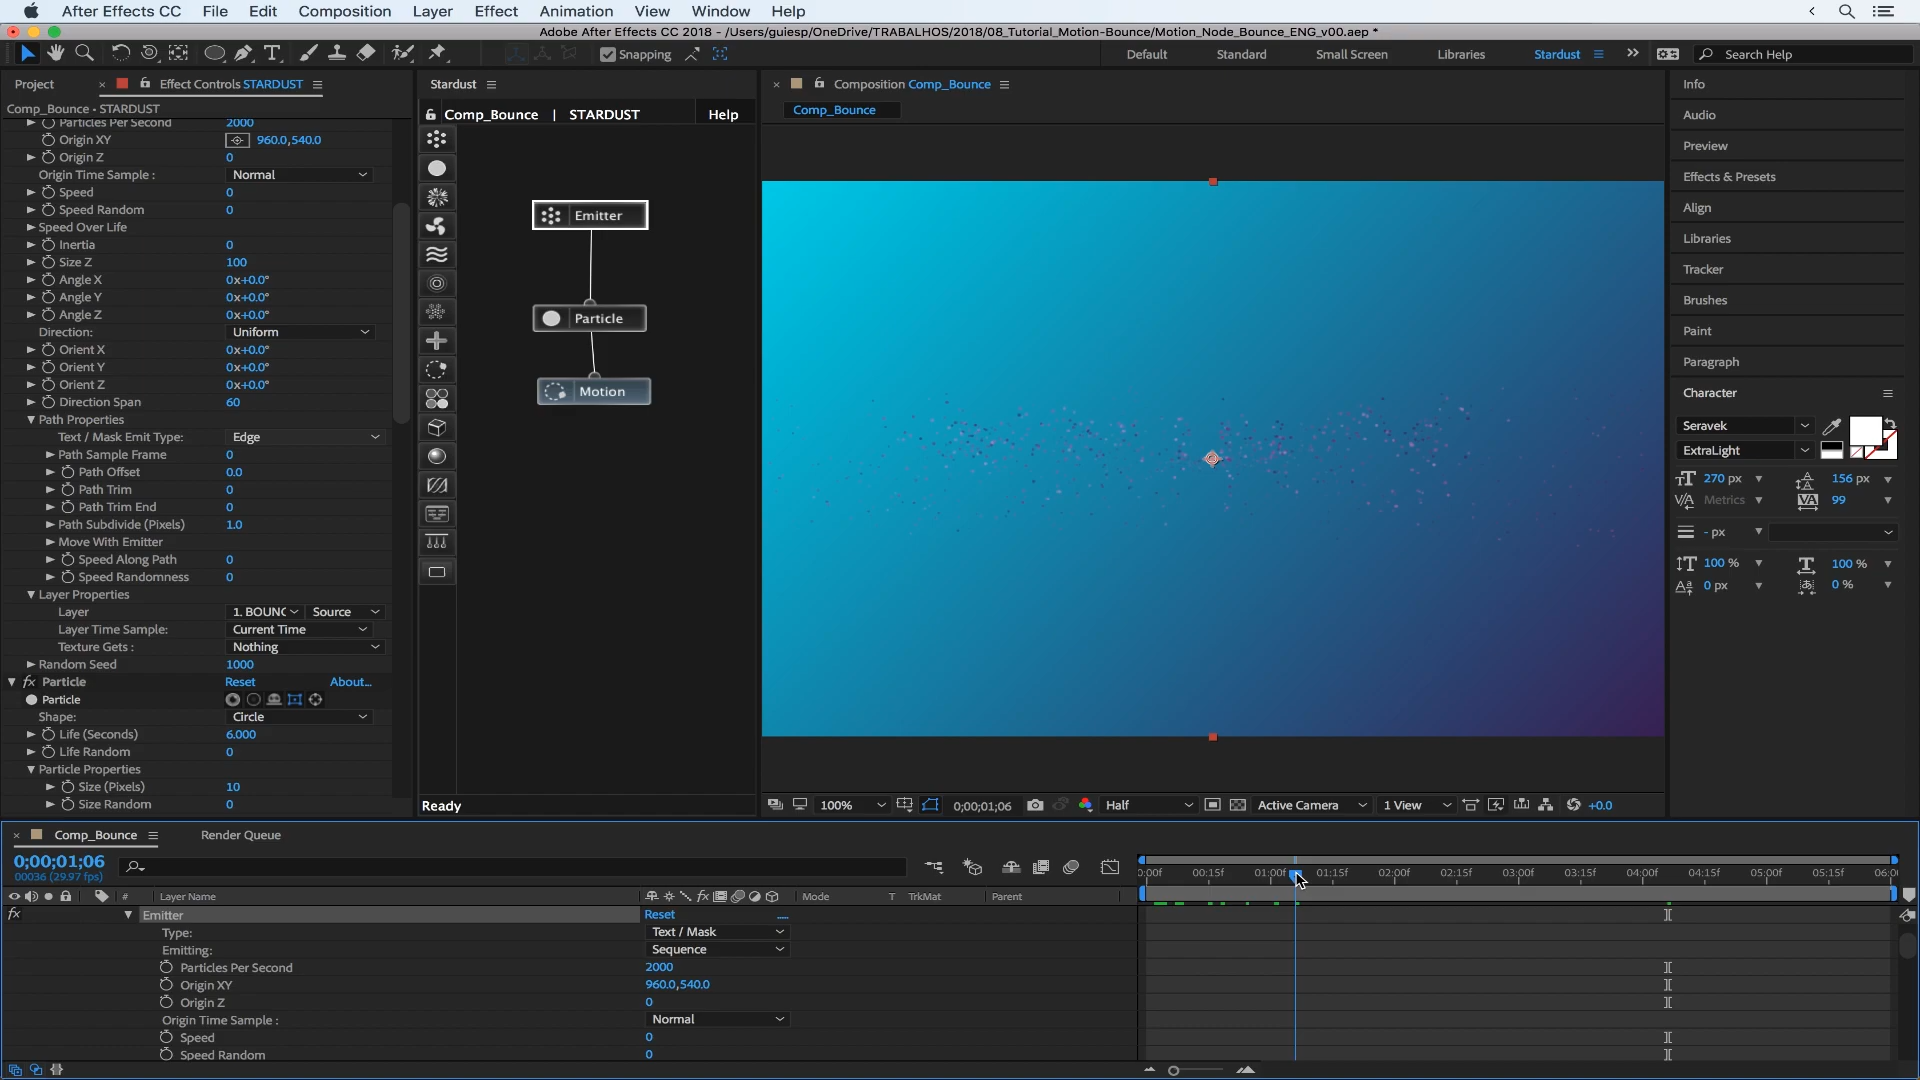 After Effects CC File Edit Composition Layer Effect Animation View Window Help
Adobe After Effects CC 2018 - /Users/guiesp/OneDrive/TRABALHOS/2018/08_Tutorial_Motion-Bounce/Motion_Node_Bounce_ENG_v00.aep *
Snapping Default Standard Small Screen Libraries Stardust Search Help
Project Effect Controls STARDUST
Comp_Bounce • STARDUST
Particles Per Second 2000
Origin XY 960.0,540.0
Origin Z 0
Origin Time Sample : Normal
Speed 0
Speed Random 0
Speed Over Life
Inertia 0
Size Z 100
Angle X 0x+0.0°
Angle Y 0x+0.0°
Angle Z 0x+0.0°
Direction: Uniform
Orient X 0x+0.0°
Orient Y 0x+0.0°
Orient Z 0x+0.0°
Direction Span 60
Path Properties
Text / Mask Emit Type: Edge
Path Sample Frame 0
Path Offset 0.0
Path Trim 0
Path Trim End 0
Path Subdivide (Pixels) 1.0
Move With Emitter
Speed Along Path 0
Speed Randomness 0
Layer Properties
Layer 1. BOUNC Source
Layer Time Sample: Current Time
Texture Gets : Nothing
Random Seed 1000
fx Particle Reset About...
Particle
Shape: Circle
Life (Seconds) 6.000
Life Random 0
Particle Properties
Size (Pixels) 10
Size Random 0
Stardust
Comp_Bounce | STARDUST Help
Emitter
Particle
Motion
Ready
Composition Comp_Bounce
Comp_Bounce
100% 0;00;01;06 Half Active Camera 1 View +0.0
Info
Audio
Preview
Effects & Presets
Align
Libraries
Tracker
Brushes
Paint
Paragraph
Character
Seravek
ExtraLight
270 px 156 px
Metrics 99
- px
100 % 100 %
0 px 0 %
Comp_Bounce Render Queue
0;00;01;06
00036 (29.97 fps)
# Layer Name fx Mode T TrkMat Parent
:00f 00:15f 01:00f 01:15f 02:00f 02:15f 03:00f 03:15f 04:00f 04:15f 05:00f 05:15f 06:0
fx Emitter Reset .....
Type: Text / Mask
Emitting: Sequence
Particles Per Second 2000
Origin XY 960.0,540.0
Origin Z 0
Origin Time Sample : Normal
Speed 0
Speed Random 0